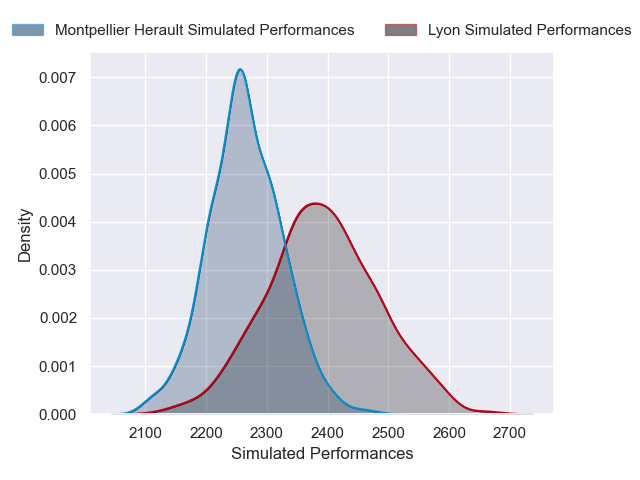 Montpellier Herault Simulated Performances
Lyon Simulated Performances
0.007
0.006
0.005
0.004
0.003
0.002
0.001
0.000
Density
2100 2200 2300 2400 2500 2600 2700
Simulated Performances